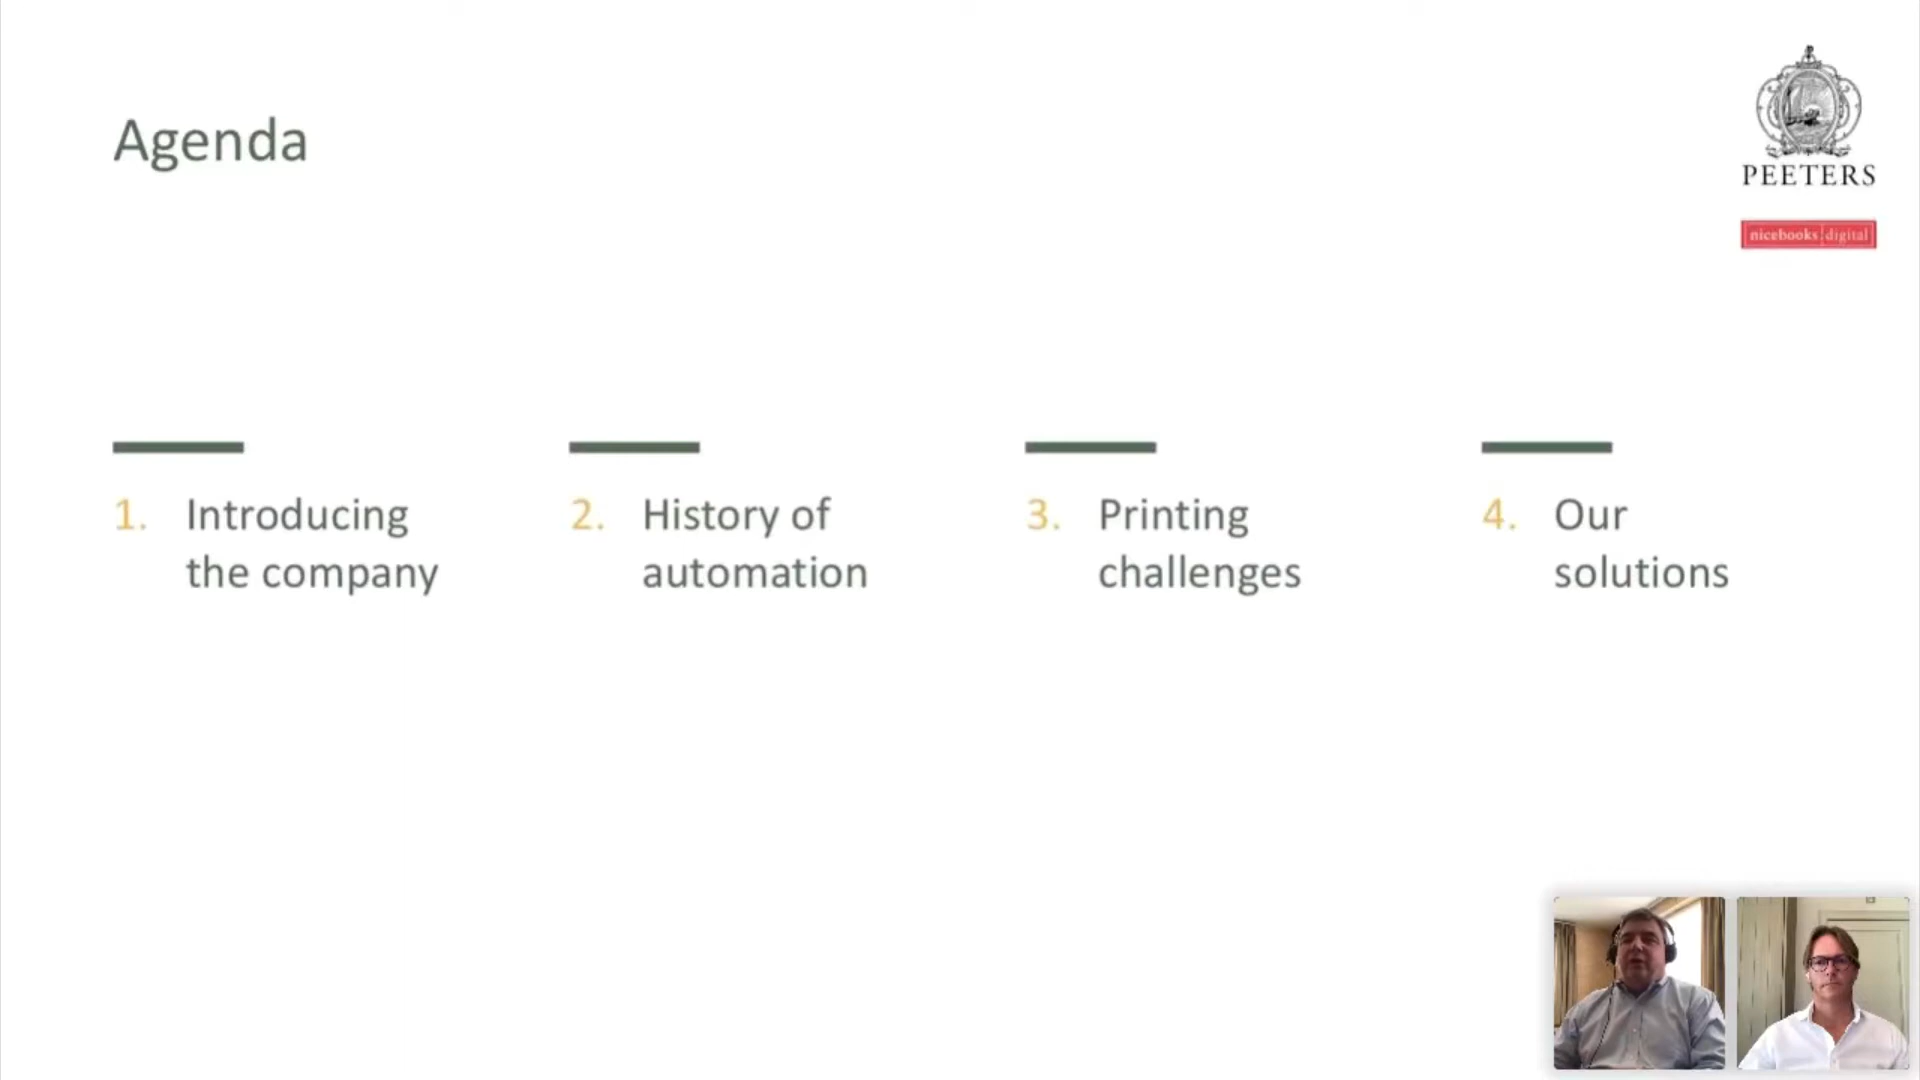 Agenda
PEETERS
nicebooks digital
1. Introducing
the company
2. History of
automation
3. Printing
challenges
4. Our
solutions